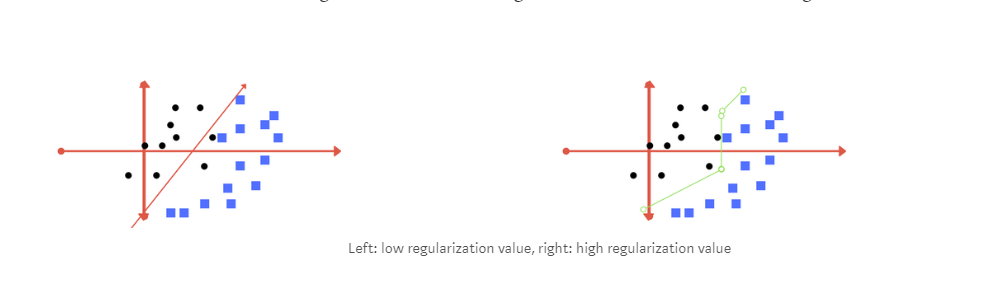 Left: low regularization value, right: high regularization value